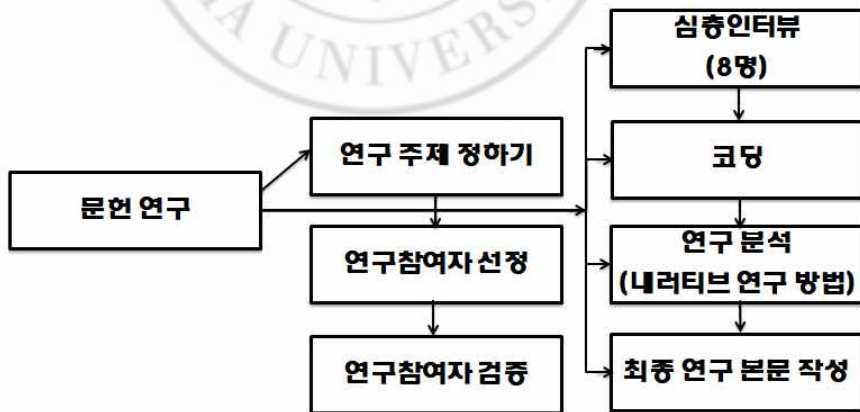 UNIVERS
문헌 연구
연구 주제 정하기
연구참여자 선정
연구참여자 검증
심층인터뷰
(8명)
코딩
연구 분석
(내러티브 연구 방법)
최종 연구 본문 작성